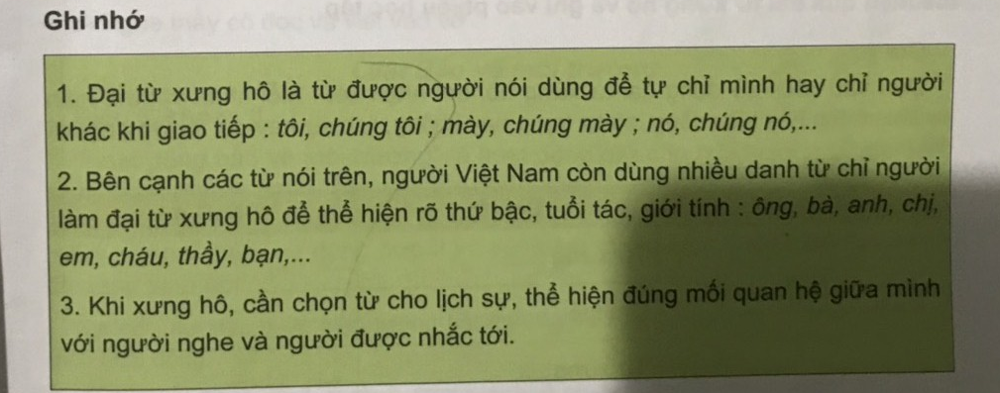 Ghi nhớ
1. Đại từ xưng hô là từ được người nói dùng để tự chỉ mình hay chỉ người
khác khi giao tiếp : tôi, chúng tôi ; mày, chúng mày ; nó, chúng nó,...
2. Bên cạnh các từ nói trên, người Việt Nam còn dùng nhiều danh từ chỉ người
làm đại từ xưng hô để thể hiện rõ thứ bậc, tuổi tác, giới tính : ông, bà, anh, chị,
em, cháu, thầy, bạn,...
3. Khi xưng hô, cần chọn từ cho lịch sự, thể hiện đúng mối quan hệ giữa mình
với người nghe và người được nhắc tới.